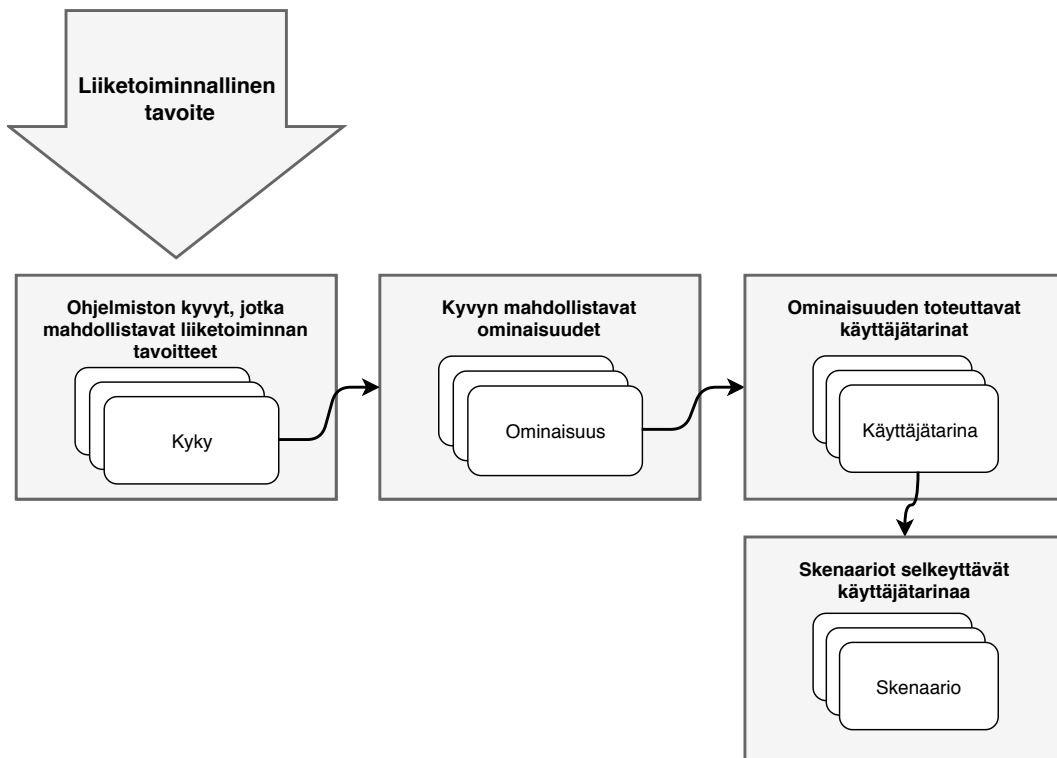 Liiketoiminnallinen
tavoite
Ohjelmiston kyvyt, jotka
mahdollistavat liiketoiminnan
tavoitteet
Kyky
Kyvyn mahdollistavat
ominaisuudet
Ominaisuus
Ominaisuuden toteuttavat
käyttäjätarinat
Käyttäjätarina
Skenaariot selkeyttävät
käyttäjätarinaa
Skenaario